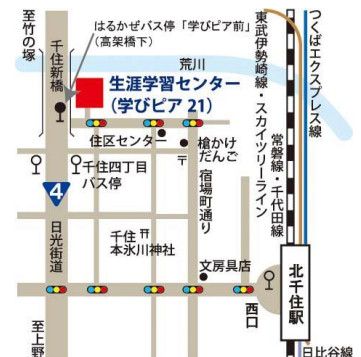 至竹の塚
はるかぜバス停「学びピア前」
(高架橋下)
千住新橋
荒川
生涯学習センター
(学びピア 21)
東武伊勢崎線・スカイツリーライン
つくばエクスプレス線
常磐線・千代田線
住区センター
槍かけ
だんご
〒
千住四丁目
バス停
4
日光街道
宿場町通り
千住
本氷川神社
文房具店
西口
北千住駅
至上野
日比谷線